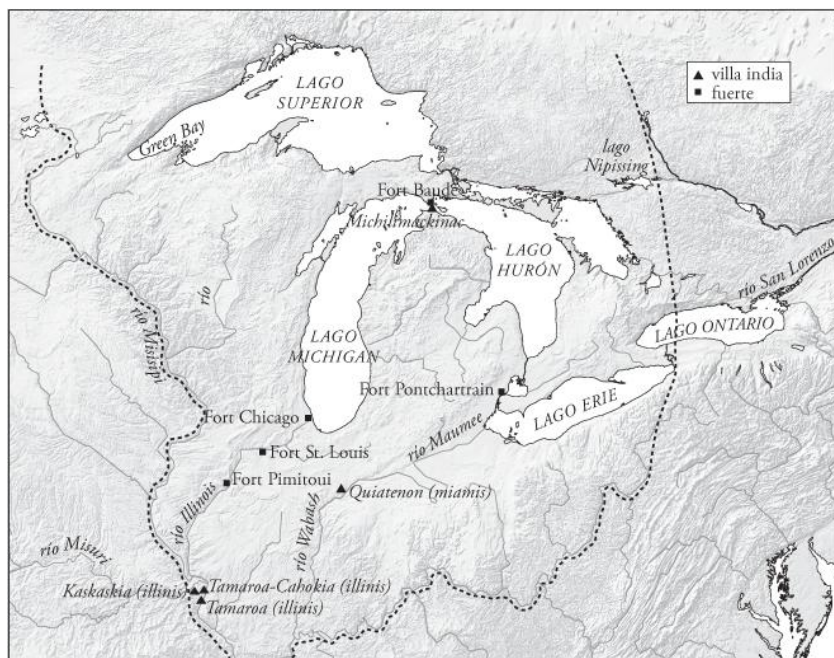 villa india
fuerte
LAGO
SUPERIOR
Green Bay
lago
Nipissing
Fort Baude
Michilimackinac
LAGO
HURÓN
río San Lorenzo
río
río Misisipi
LAGO ONTARIO
LAGO
MICHIGAN
Fort Pontchartrain
LAGO ERIE
Fort Chicago
río Maumee
Fort St. Louis
Fort Pimitoui
Quiatenon (miamis)
río Illinois
río Wabash
río Misuri
Kaskaskia (illinis)
Tamaroa-Cahokia (illinis)
Tamaroa (illinis)